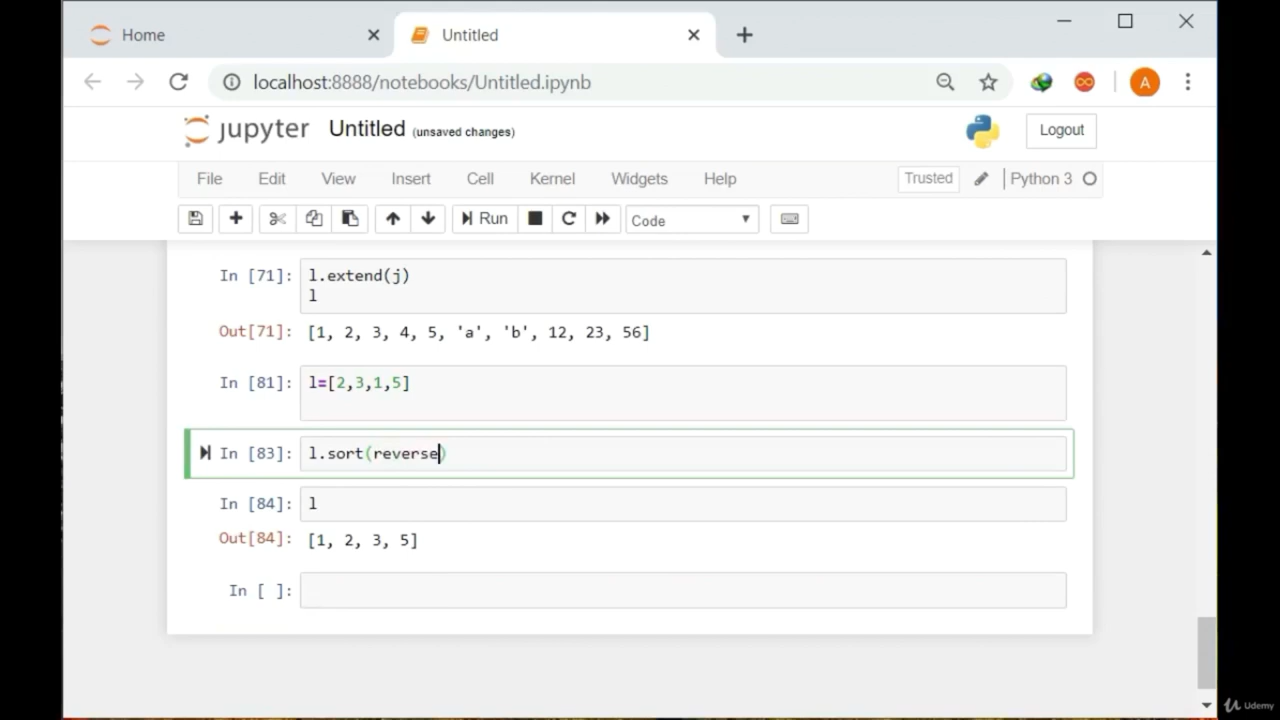 Home
Untitled
localhost:8888/notebooks/Untitled.ipynb
A
jupyter Untitled (unsaved changes)
Logout
File Edit View Insert Cell Kernel Widgets Help
Trusted Python 3
Run Code
In [71]: l.extend(j)
l
Out[71]: [1, 2, 3, 4, 5, 'a', 'b', 12, 23, 56]
In [81]: l=[2,3,1,5]
In [83]: l.sort(reverse)
In [84]: l
Out[84]: [1, 2, 3, 5]
In [ ]:
Udemy